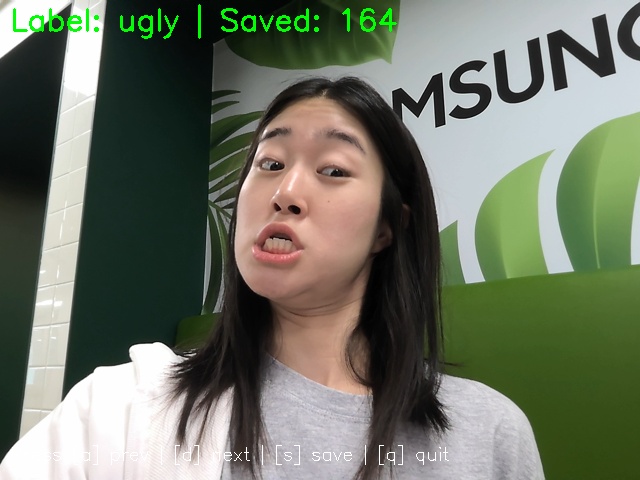 Label: ugly | Saved: 164
MSUNG
[a] prev | [d] next | [s] save | [q] quit